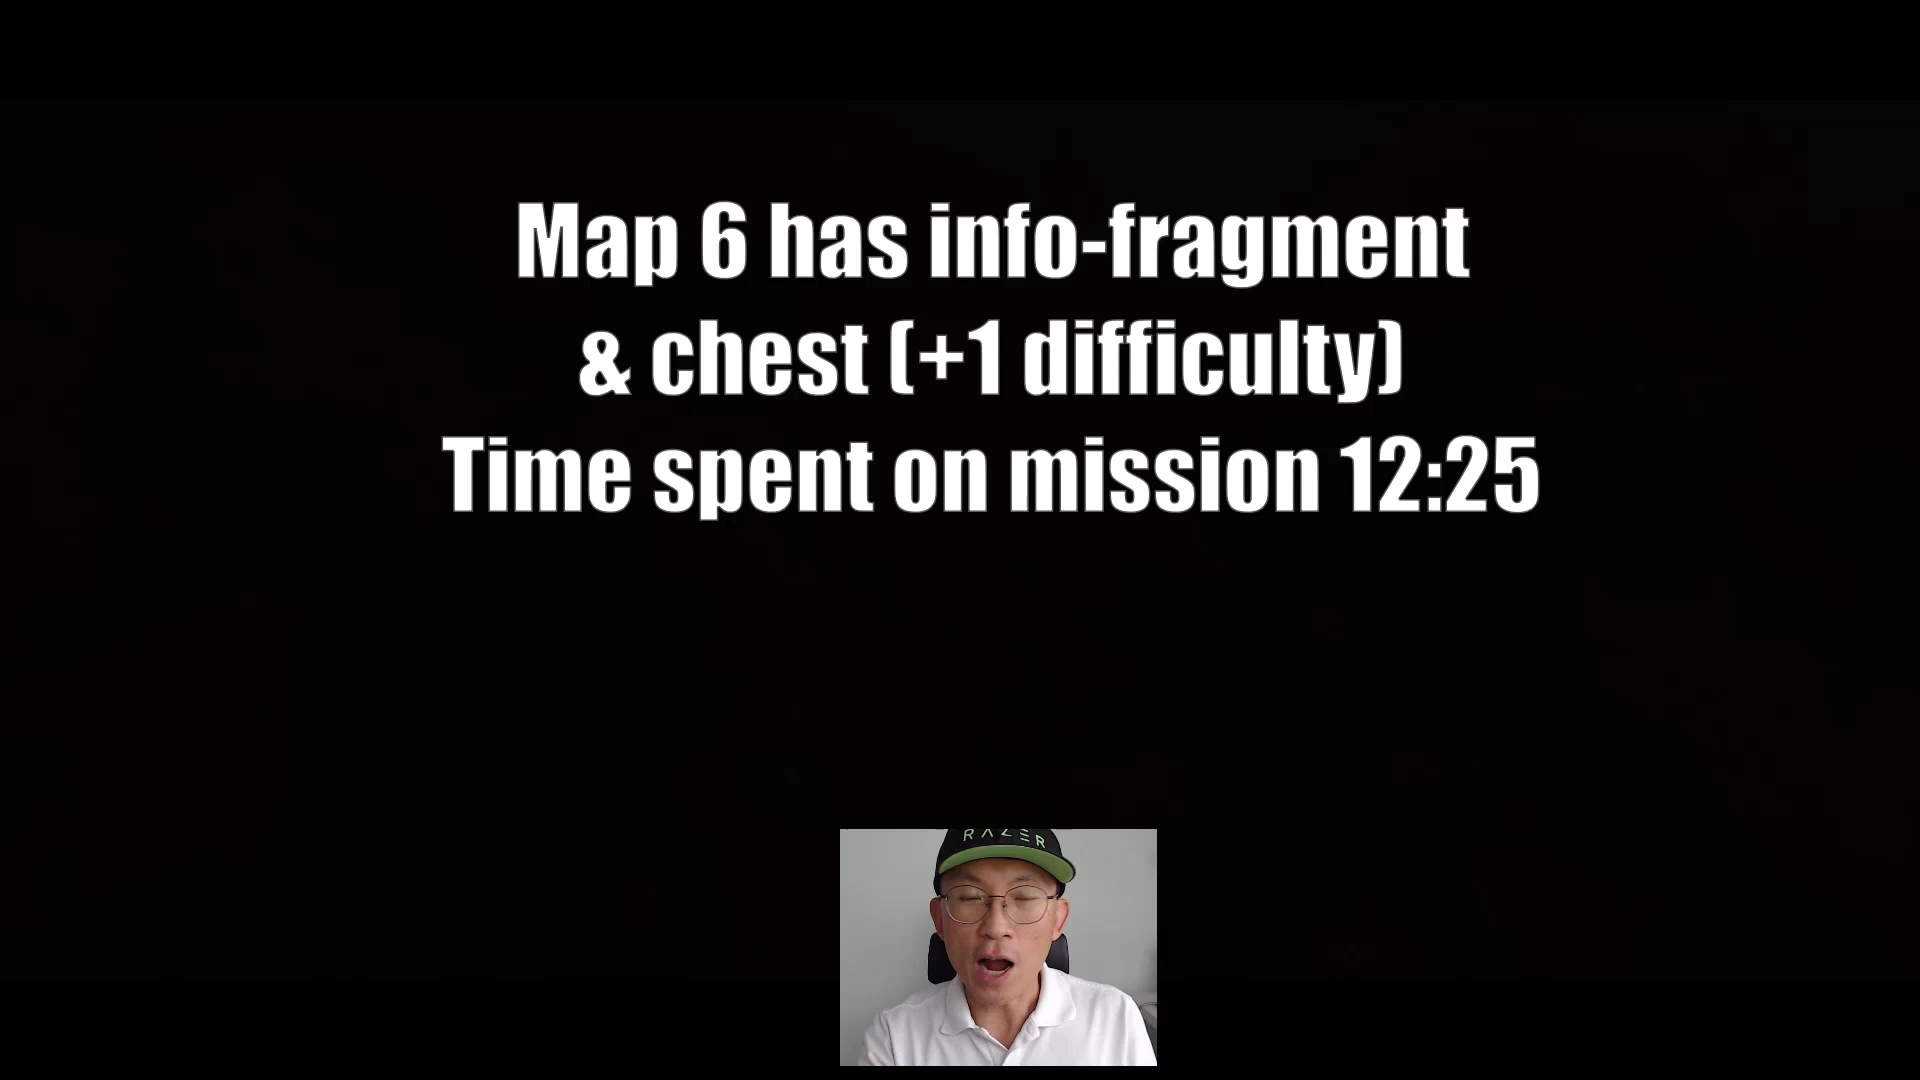 Map 6 has info-fragment
& chest (+1 difficulty)
Time spent on mission 12:25
RAZER